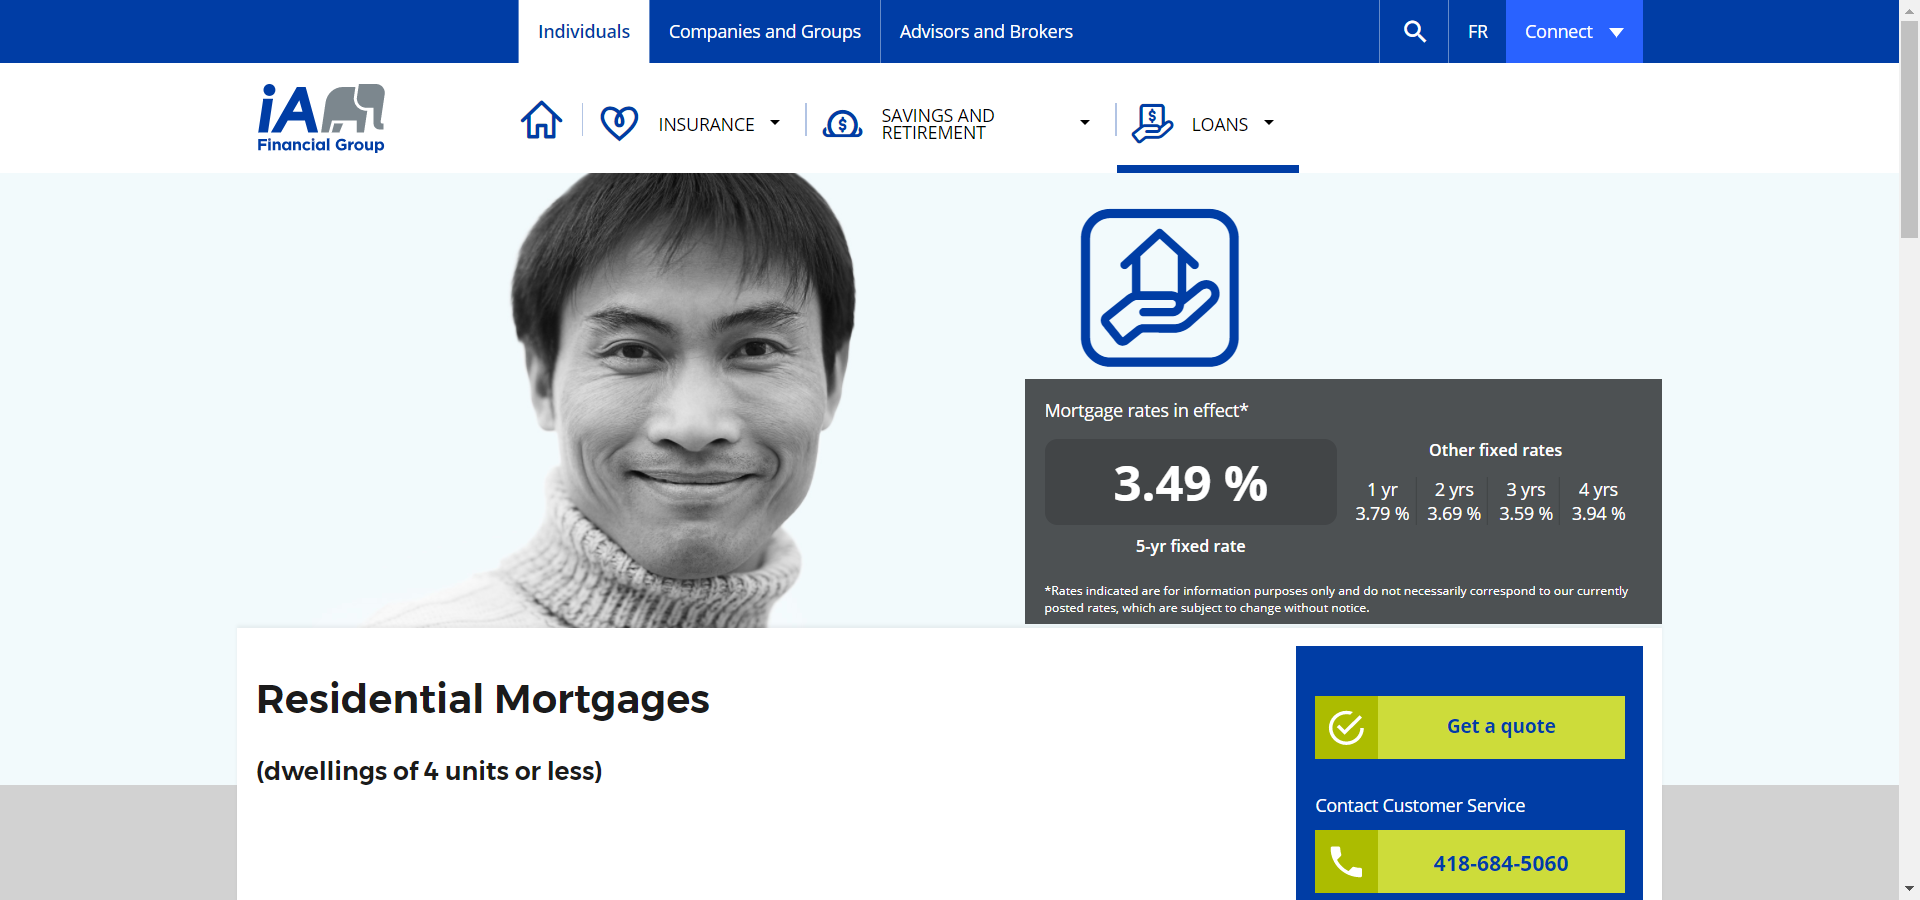 Individuals
Companies and Groups
Advisors and Brokers
FR
Connect
iA
Financial Group
INSURANCE
SAVINGS AND
RETIREMENT
$
LOANS
$
Mortgage rates in effect*
3.49 %
5-yr fixed rate
Other fixed rates
1 yr 2 yrs 3 yrs 4 yrs
3.79 % 3.69 % 3.59 % 3.94 %
*Rates indicated are for information purposes only and do not necessarily correspond to our currently
posted rates, which are subject to change without notice.
Residential Mortgages
(dwellings of 4 units or less)
Get a quote
Contact Customer Service
418-684-5060